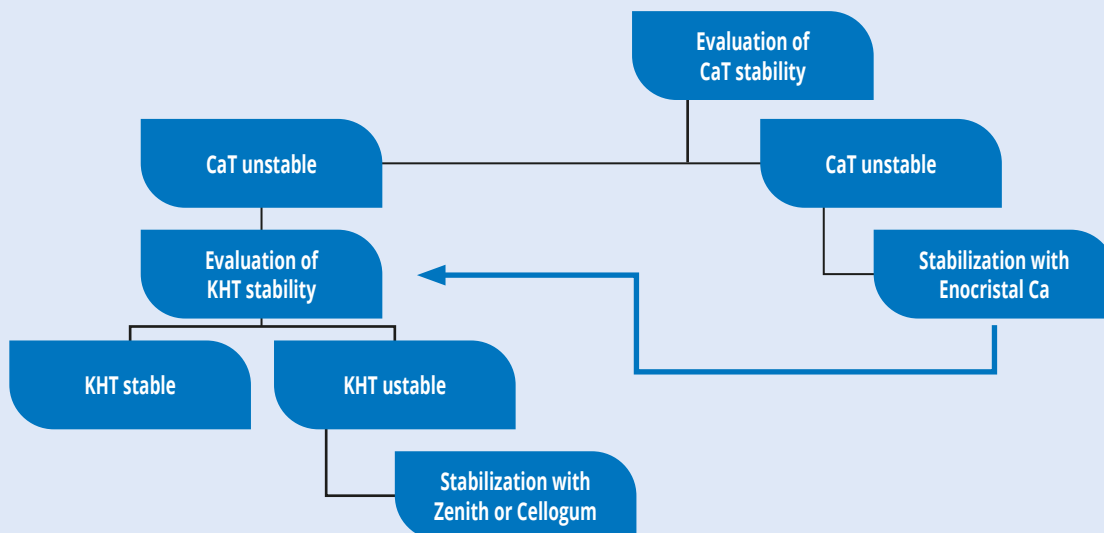 Evaluation of
CaT stability
CaT unstable
CaT unstable
Evaluation of
KHT stability
Stabilization with
Enocristal Ca
KHT stable
KHT ustable
Stabilization with
Zenith or Cellogum